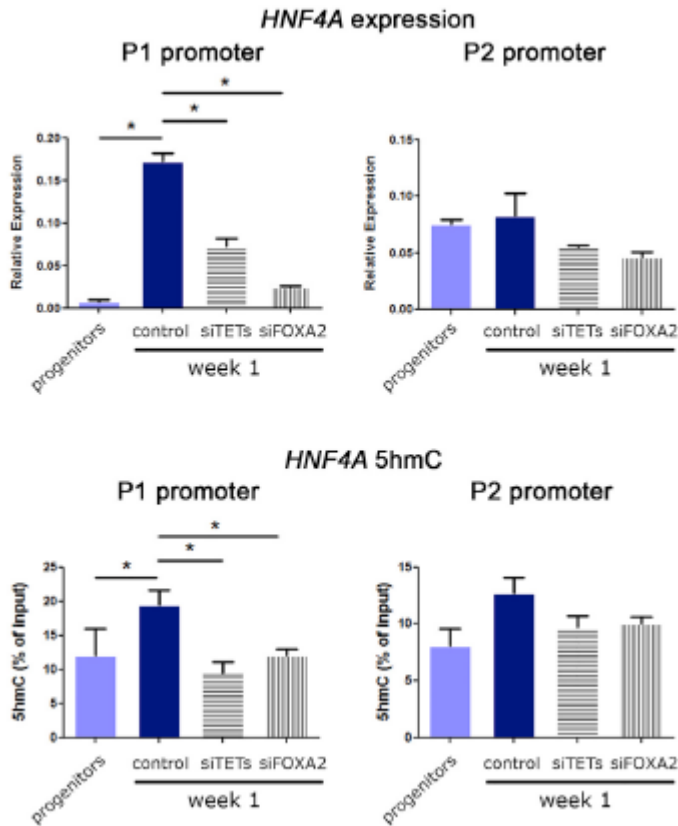 HNF4A expression
P1 promoter
P2 promoter
*
*
*
Relative Expression
0.20
0.15
0.10
0.05
0.00
progenitors
control
siTETs
siFOXA2
week 1
Relative Expression
0.15
0.10
0.05
0.00
progenitors
control
siTETs
siFOXA2
week 1
HNF4A 5hmC
P1 promoter
P2 promoter
*
*
*
5hmC (% of Input)
25
20
15
10
5
0
progenitors
control
siTETs
siFOXA2
week 1
5hmC (% of Input)
15
10
5
0
progenitors
control
siTETs
siFOXA2
week 1